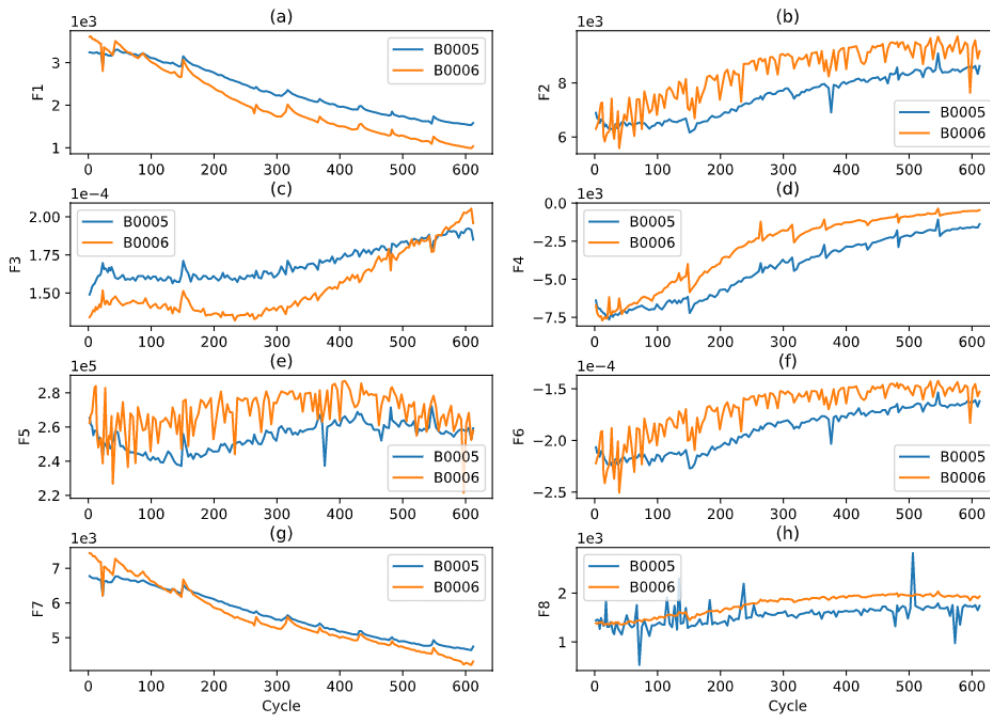 (a)
1e3
F1
3
2
1
B0005
B0006
0 100 200 300 400 500 600
(b)
1e3
F2
8
6
B0005
B0006
0 100 200 300 400 500 600
(c)
1e−4
F3
2.00
1.75
1.50
B0005
B0006
0 100 200 300 400 500 600
(d)
1e3
F4
0.0
−2.5
−5.0
−7.5
B0005
B0006
0 100 200 300 400 500 600
(e)
1e5
F5
2.8
2.6
2.4
2.2
B0005
B0006
0 100 200 300 400 500 600
(f)
1e−4
F6
−1.5
−2.0
−2.5
B0005
B0006
0 100 200 300 400 500 600
(g)
1e3
F7
7
6
5
B0005
B0006
0 100 200 300 400 500 600
Cycle
(h)
1e3
F8
2
1
B0005
B0006
0 100 200 300 400 500 600
Cycle